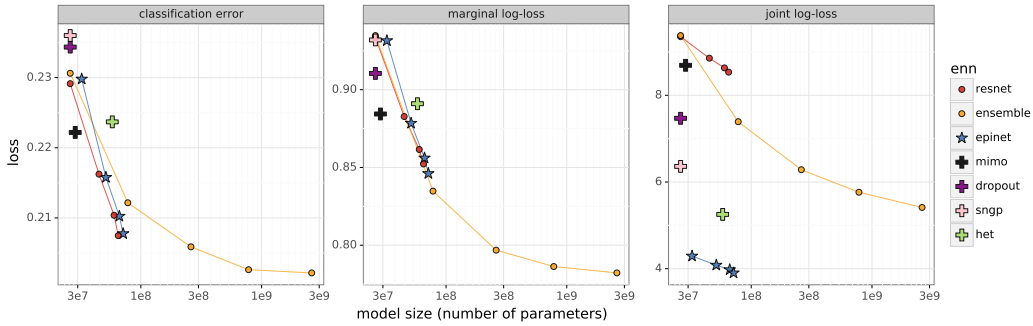 classification error
marginal log-loss
joint log-loss
loss
0.23
0.22
0.21
0.90
0.85
0.80
8
6
4
3e7 1e8 3e8 1e9 3e9
3e7 1e8 3e8 1e9 3e9
3e7 1e8 3e8 1e9 3e9
model size (number of parameters)
enn
resnet
ensemble
epinet
mimo
dropout
sngp
het